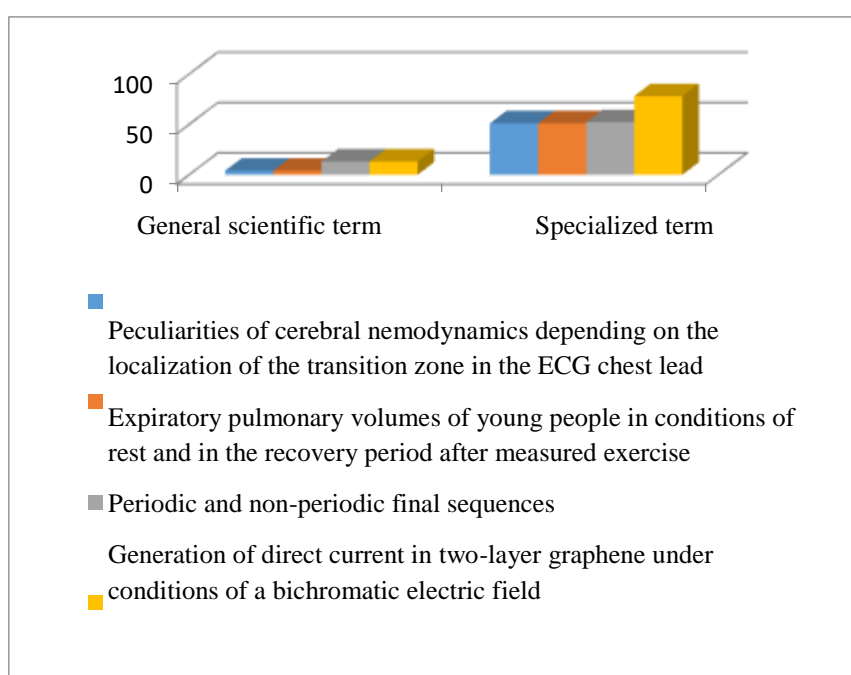 100
50
0
General scientific term
Specialized term
Peculiarities of cerebral nemodynamics depending on the
localization of the transition zone in the ECG chest lead
Expiratory pulmonary volumes of young people in conditions of
rest and in the recovery period after measured exercise
Periodic and non-periodic final sequences
Generation of direct current in two-layer graphene under
conditions of a bichromatic electric field